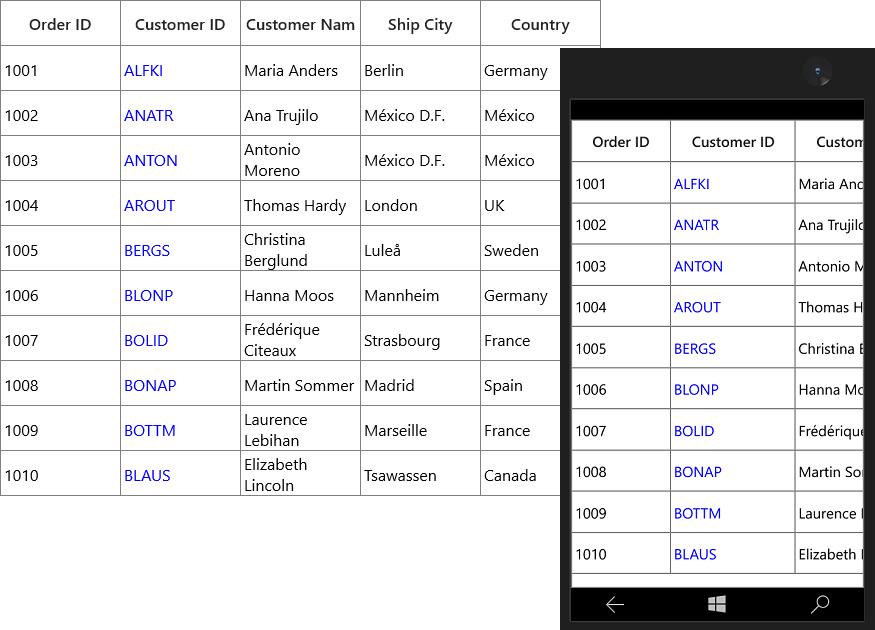 Order ID Customer ID Customer Nam Ship City Country
1001 ALFKI Maria Anders Berlin Germany
1002 ANATR Ana Trujilo México D.F. México
1003 ANTON Antonio Moreno México D.F. México
1004 AROUT Thomas Hardy London UK
1005 BERGS Christina Berglund Luleå Sweden
1006 BLONP Hanna Moos Mannheim Germany
1007 BOLID Frédérique Citeaux Strasbourg France
1008 BONAP Martin Sommer Madrid Spain
1009 BOTTM Laurence Lebihan Marseille France
1010 BLAUS Elizabeth Lincoln Tsawassen Canada
Order ID Customer ID Custom
1001 ALFKI Maria And
1002 ANATR Ana Trujilo
1003 ANTON Antonio M
1004 AROUT Thomas H
1005 BERGS Christina B
1006 BLONP Hanna Mo
1007 BOLID Frédérique
1008 BONAP Martin So
1009 BOTTM Laurence
1010 BLAUS Elizabeth